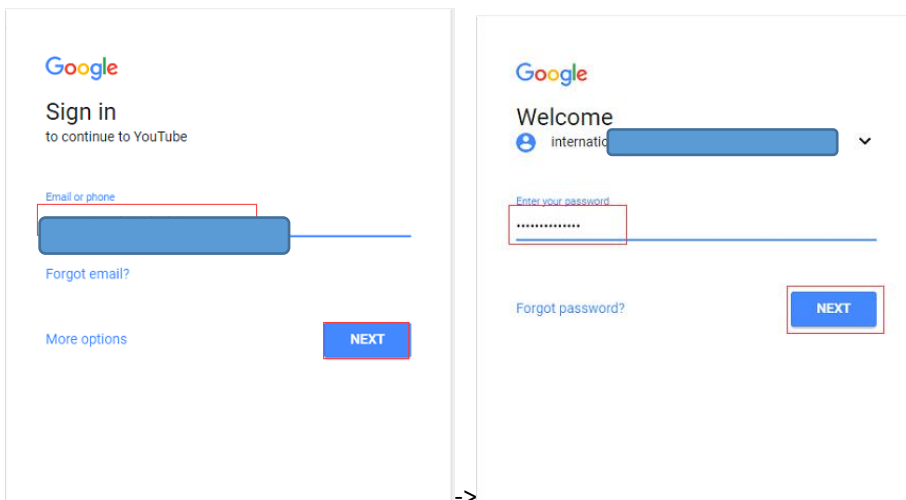 Google
Sign in
to continue to YouTube
Email or phone
Forgot email?
More options
NEXT
->
Google
Welcome
internatio
Enter your password
••••••••••••••
Forgot password?
NEXT